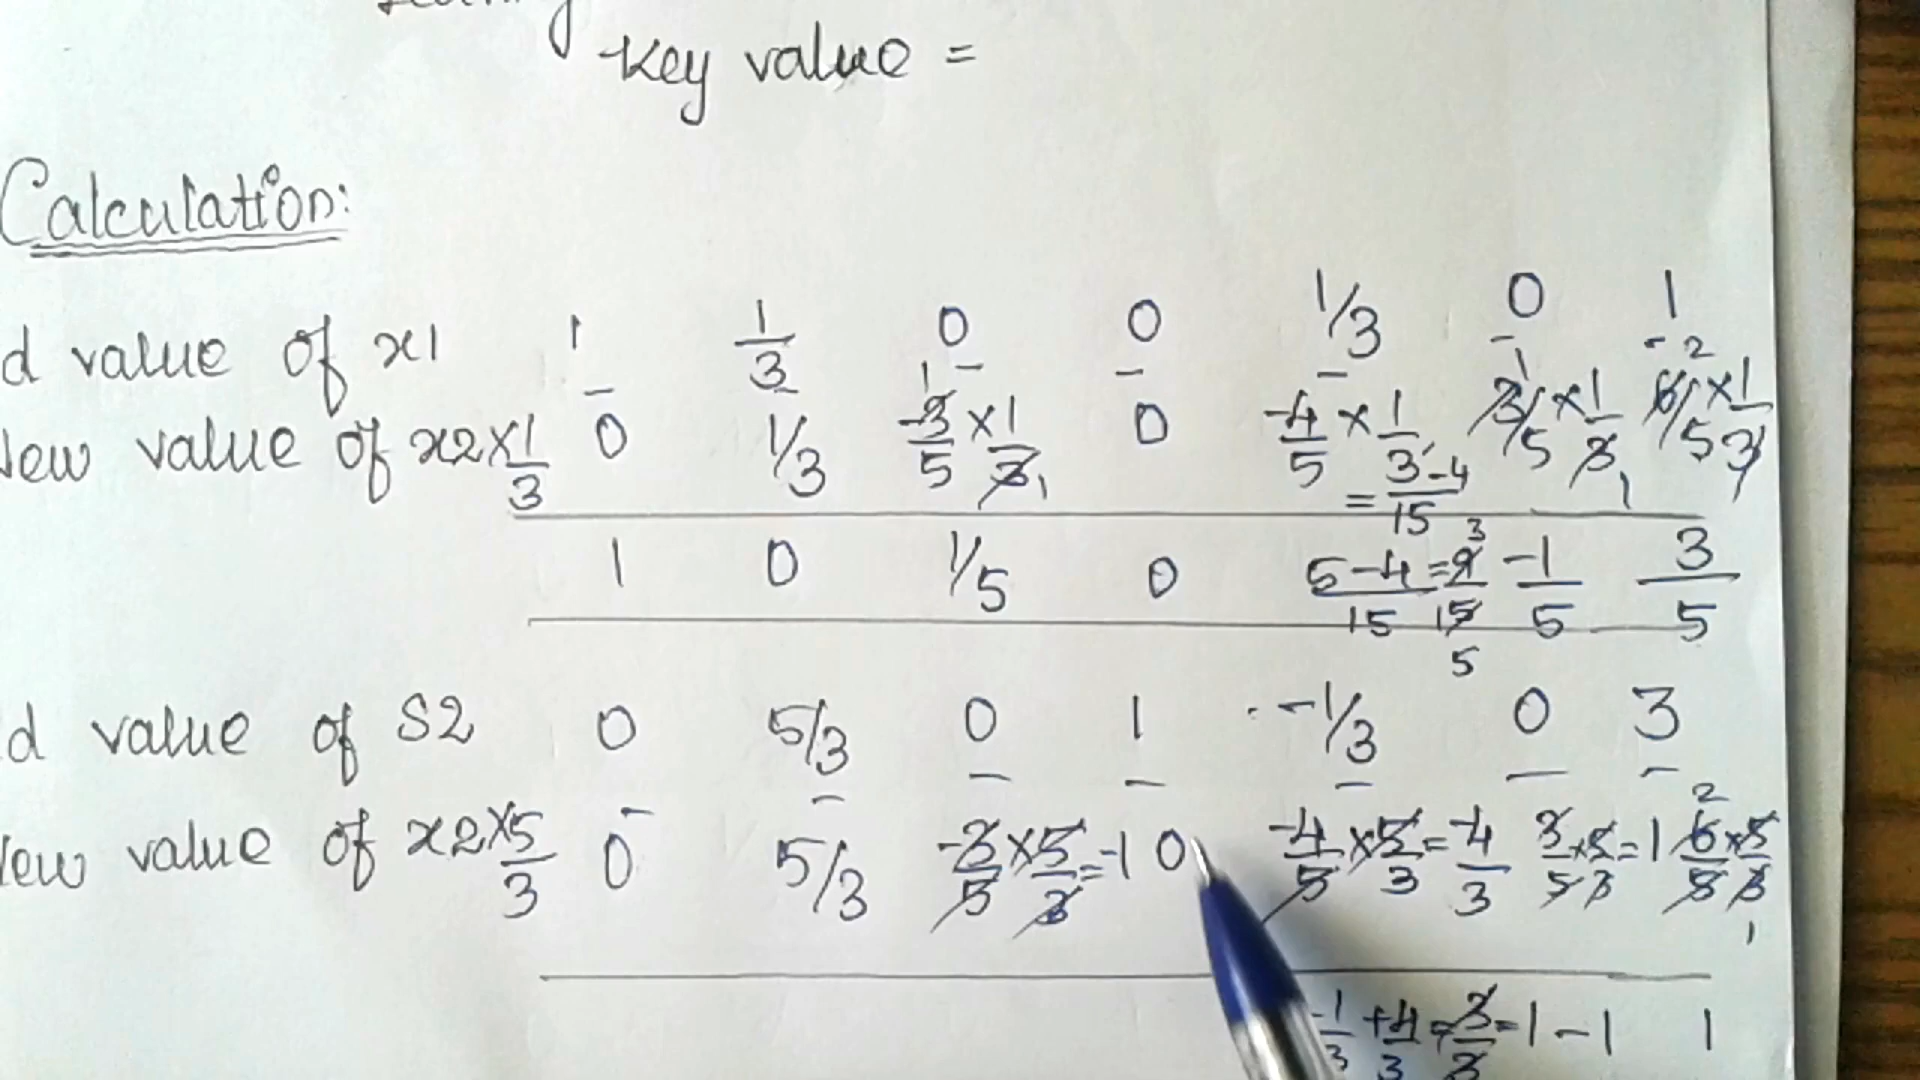 Key value =
Calculation:
d value of x1 1 1/3 0 0 1/3 0 1
New value of x2 × 1/3 0 1/3 -3/5 × 1/3 0 -4/5 × 1/3 = -4/15 3/5 × 1/3 6/5 × 1/3
1 0 1/5 0 5-4/15 = 9/15 -1/5 3/5
d value of S2 0 5/3 0 1 -1/3 0 3
New value of x2 × 5/3 0 5/3 -3/5 × 5/3 = -1 0 -4/5 × 5/3 = -4/3 3/5 × 5/3 = 1 6/5 × 5/3
-1/3 + 4/3 = 3/3 = 1 -1 1